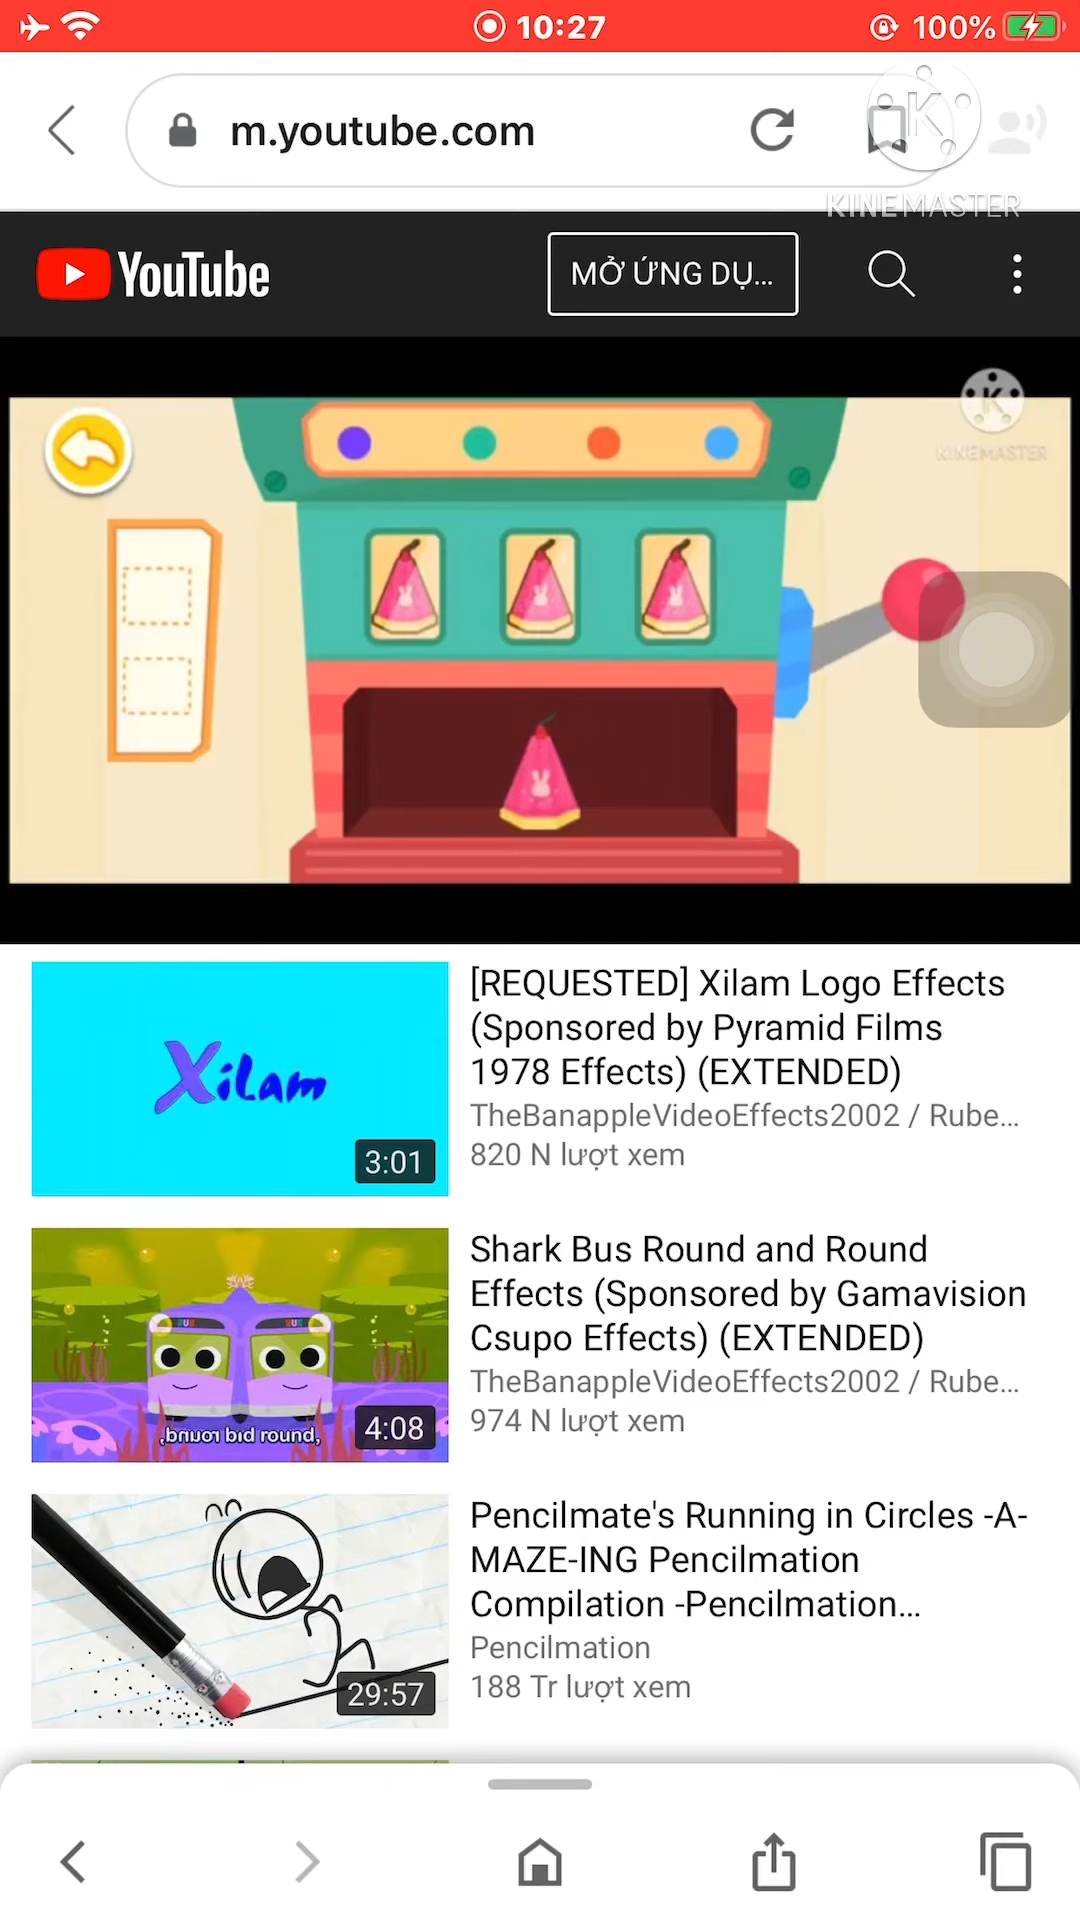 10:27
100%
m.youtube.com
K
KINEMASTER
YouTube
MỞ ỨNG DỤ...
K
KINEMASTER
Xilam
3:01
[REQUESTED] Xilam Logo Effects
(Sponsored by Pyramid Films
1978 Effects) (EXTENDED)
TheBanappleVideoEffects2002 / Rube...
820 N lượt xem
round and round,
4:08
Shark Bus Round and Round
Effects (Sponsored by Gamavision
Csupo Effects) (EXTENDED)
TheBanappleVideoEffects2002 / Rube...
974 N lượt xem
29:57
Pencilmate's Running in Circles -A-
MAZE-ING Pencilmation
Compilation -Pencilmation...
Pencilmation
188 Tr lượt xem